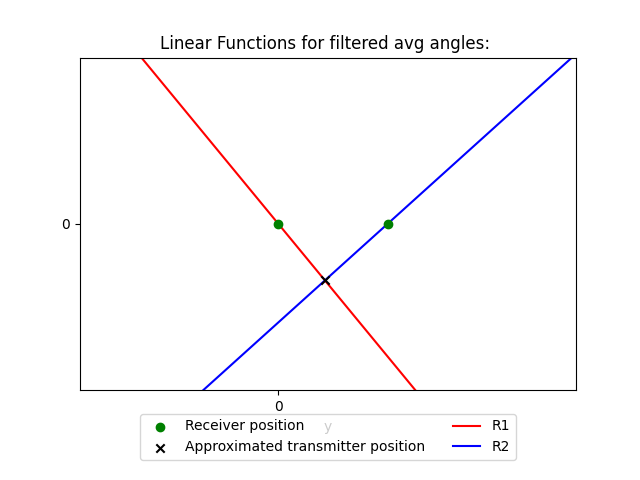 Linear Functions for filtered avg angles:
0
0
Receiver position
y
R1
Approximated transmitter position
R2